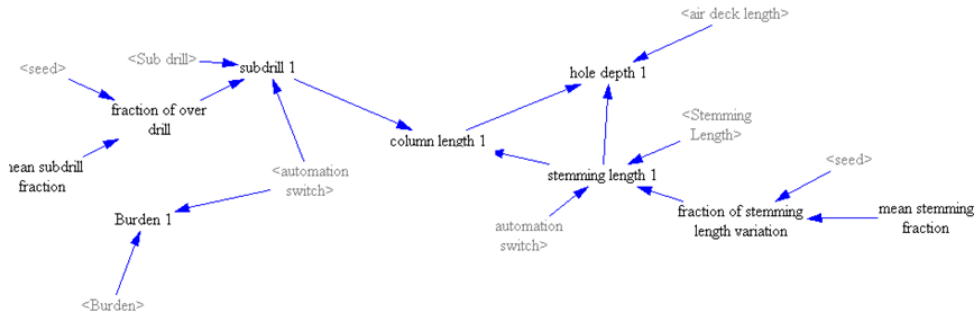 <air deck length>
<Sub drill>
subdrill 1
<seed>
hole depth 1
fraction of over
drill
<Stemming
Length>
column length 1
mean subdrill
fraction
<automation
switch>
stemming length 1
<seed>
Burden 1
automation
switch>
fraction of stemming
length variation
mean stemming
fraction
<Burden>